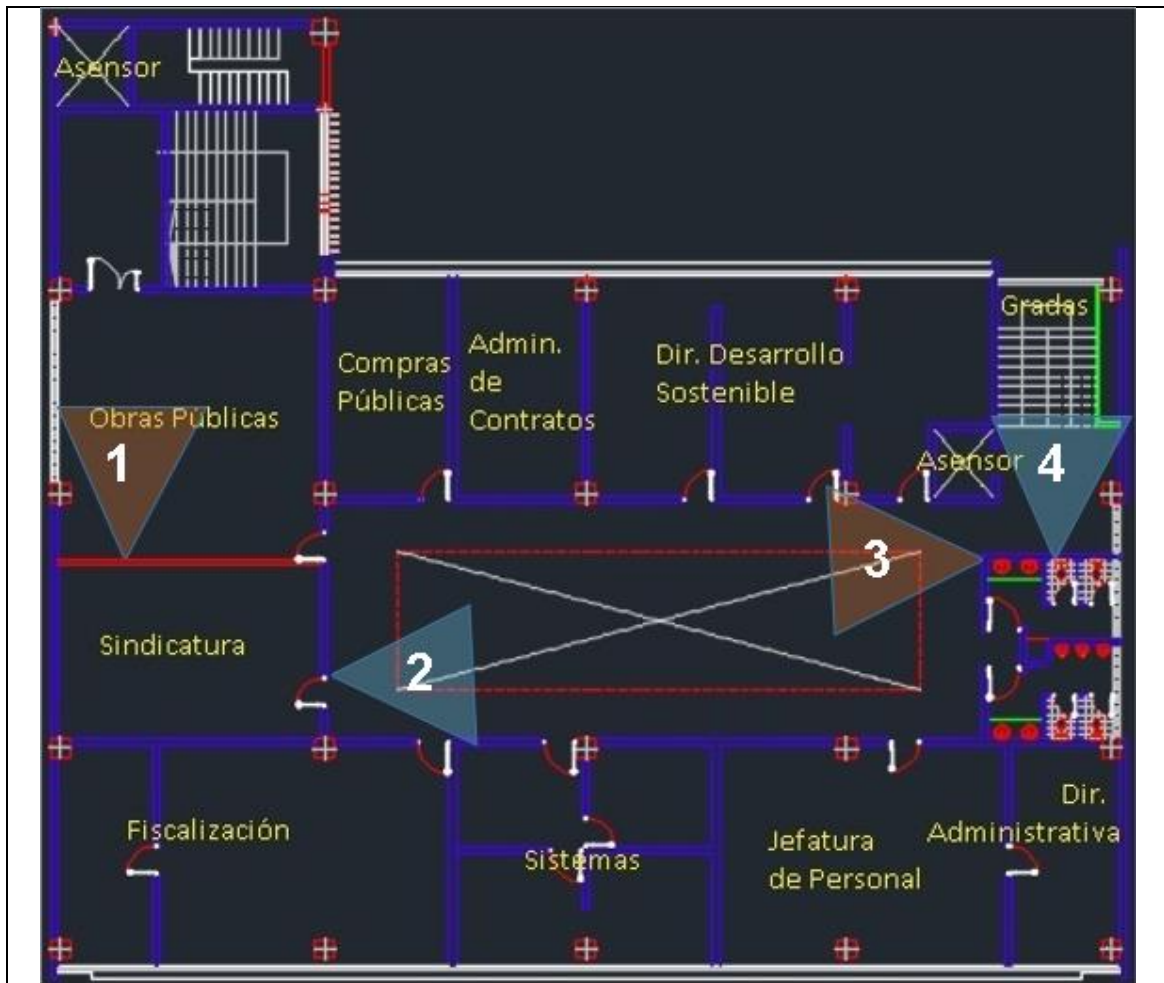 Asensor
Gradas
Compras
Públicas
Admin.
de
Contratos
Dir. Desarrollo
Sostenible
Obras Públicas
1
Asensor
4
3
Sindicatura
2
Fiscalización
Sistemas
Jefatura
de Personal
Dir.
Administrativa